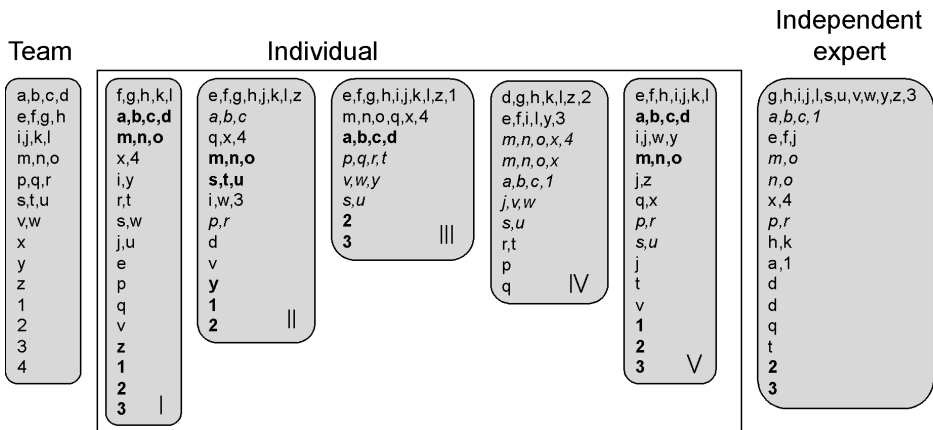 Team
Individual
Independent
expert
a,b,c,d
e,f,g,h
i,j,k,l
m,n,o
p,q,r
s,t,u
v,w
x
y
z
1
2
3
4
f,g,h,k,l
a,b,c,d
m,n,o
x,4
i,y
r,t
s,w
j,u
e
p
q
v
z
1
2
3
I
e,f,g,h,j,k,l,z
a,b,c
q,x,4
m,n,o
s,t,u
i,w,3
p,r
d
v
y
1
2
II
e,f,g,h,i,j,k,l,z,1
m,n,o,q,x,4
a,b,c,d
p,q,r,t
v,w,y
s,u
2
3
III
d,g,h,k,l,z,2
e,f,i,l,y,3
m,n,o,x,4
m,n,o,x
a,b,c,1
j,v,w
s,u
r,t
p
q
IV
e,f,h,i,j,k,l
a,b,c,d
i,j,w,y
m,n,o
j,z
q,x
p,r
s,u
j
t
v
1
2
3
V
g,h,i,j,l,s,u,v,w,y,z,3
a,b,c,1
e,f,j
m,o
n,o
x,4
p,r
h,k
a,1
d
d
q
t
2
3